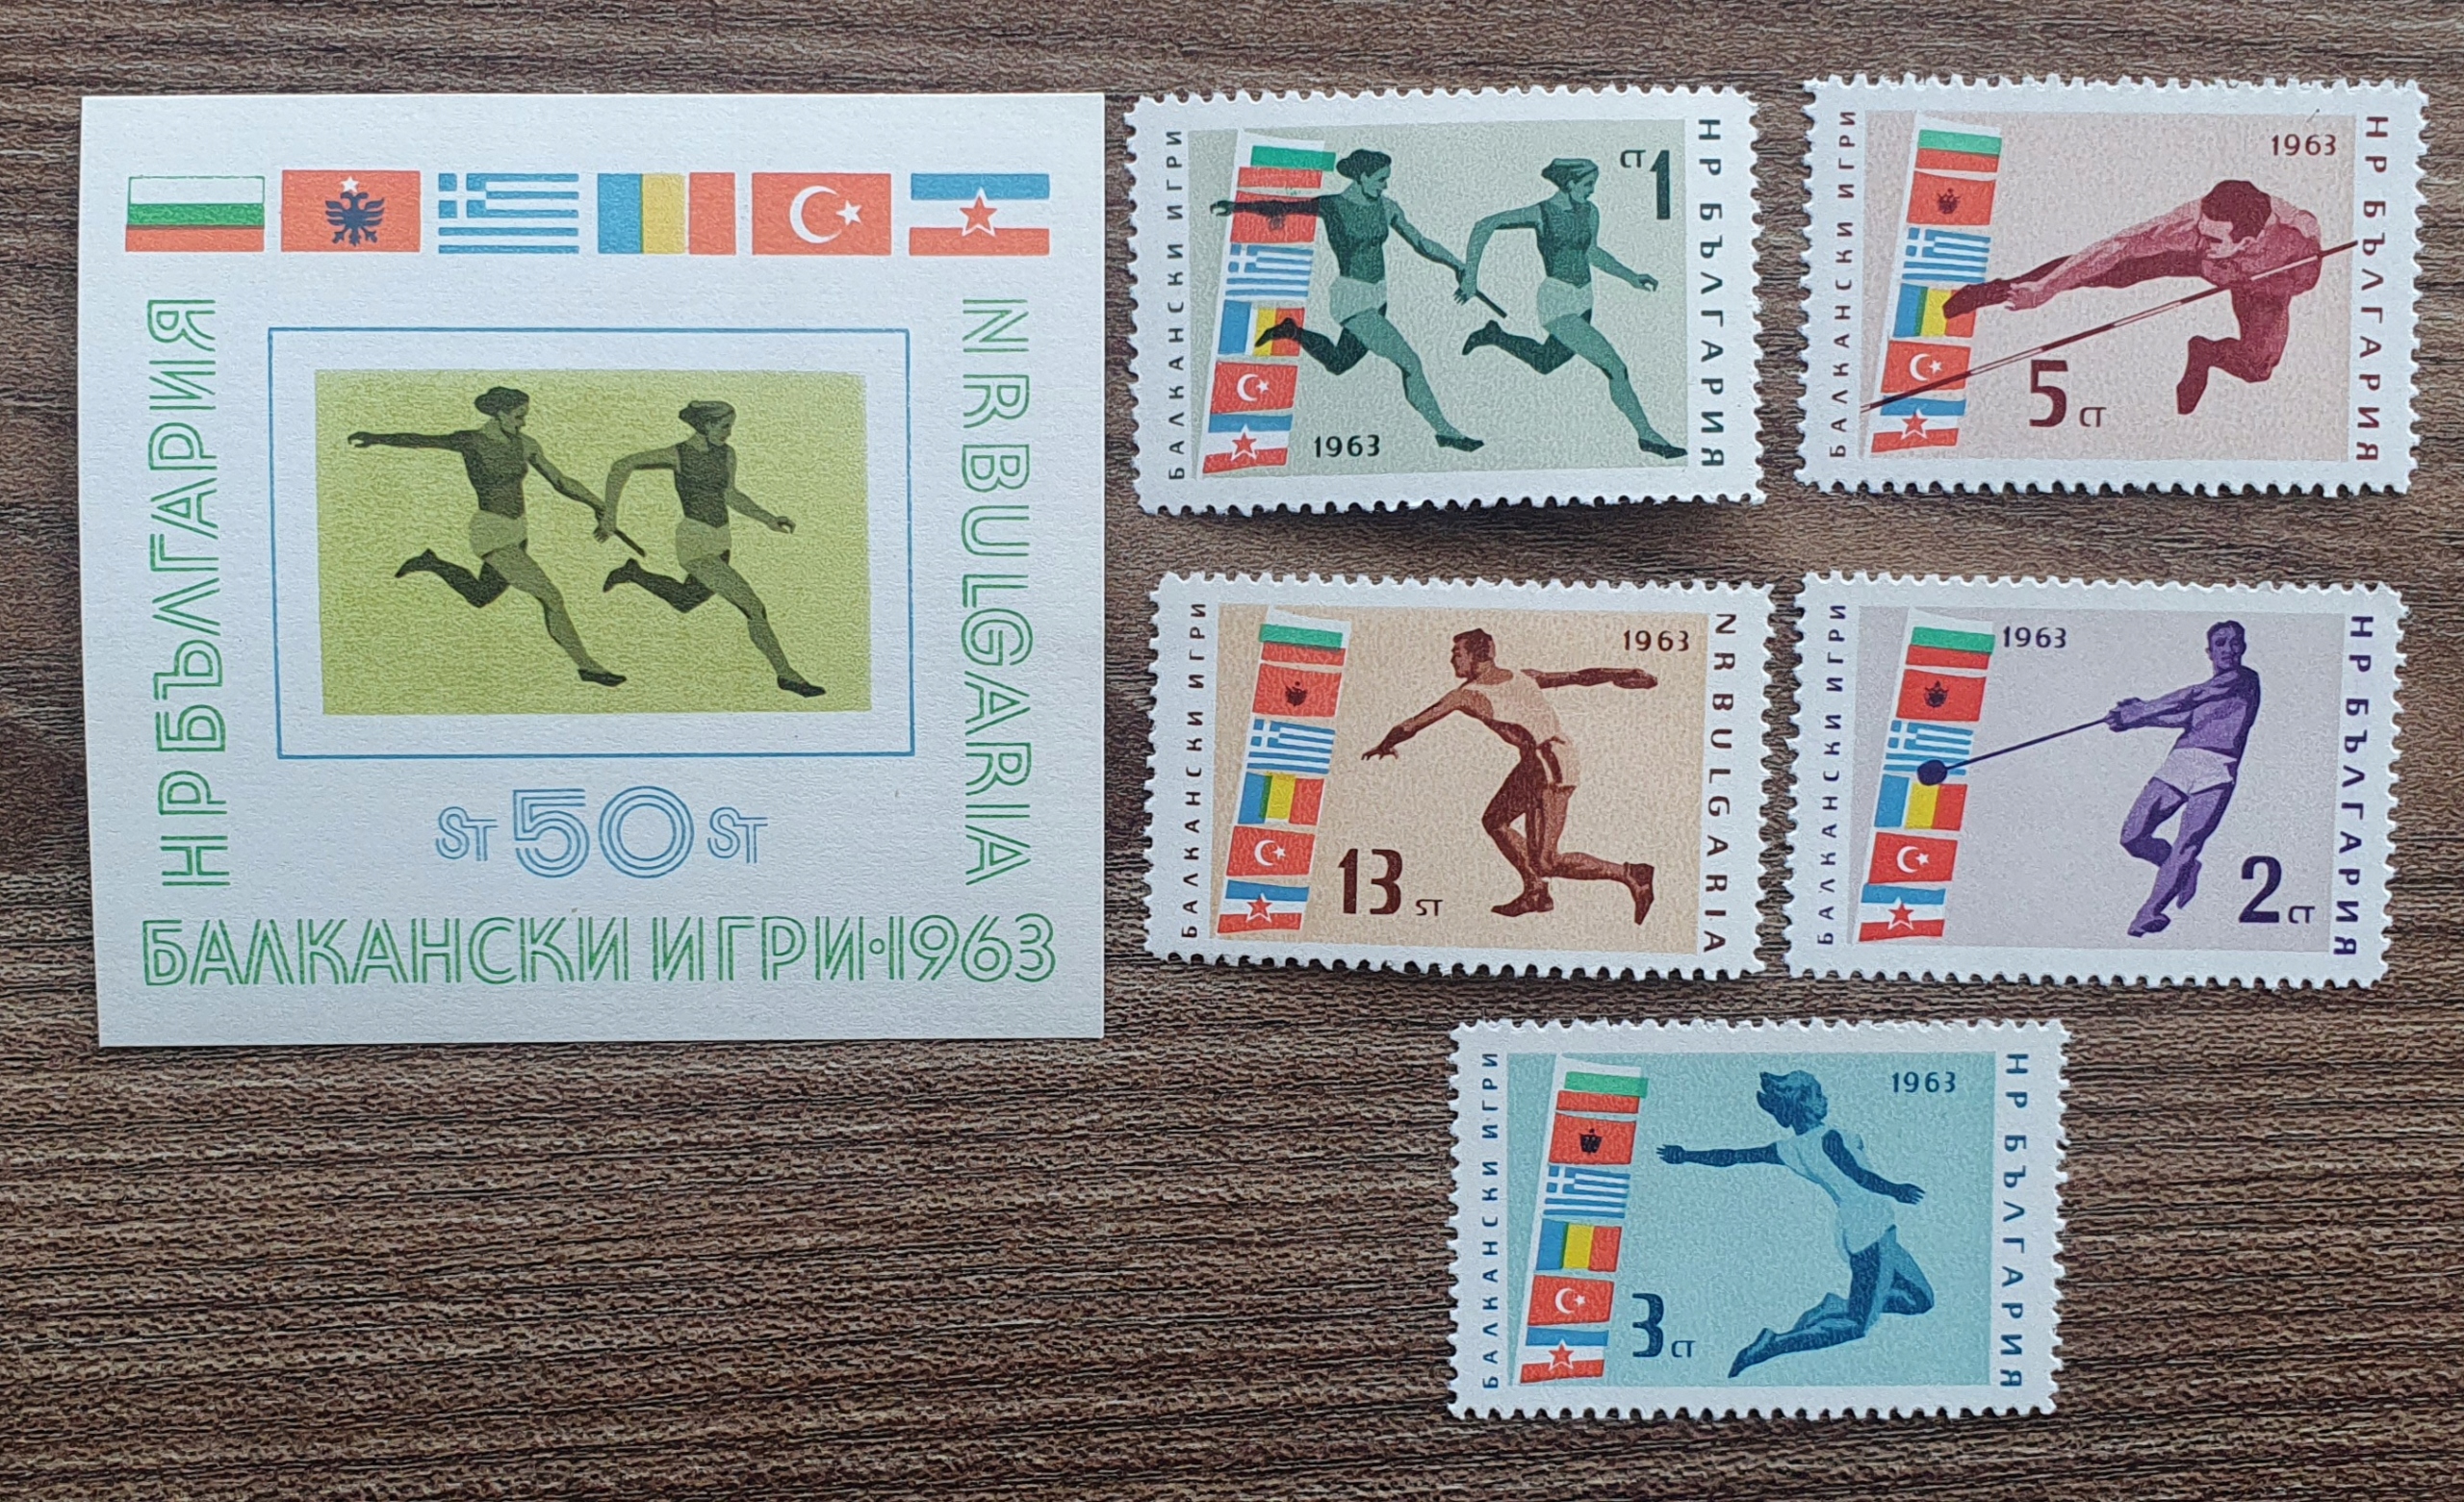 НР БЪЛГАРИЯ
NR BULGARIA
ST 50 ST
БАЛКАНСКИ ИГРИ·1963
БАЛКАНСКИ ИГРИ
СТ 1
1963
НР БЪЛГАРИЯ
БАЛКАНСКИ ИГРИ
1963
5 СТ
НР БЪЛГАРИЯ
БАЛКАНСКИ ИГРИ
1963
13 ST
NR BULGARIA
БАЛКАНСКИ ИГРИ
1963
2 СТ
НР БЪЛГАРИЯ
БАЛКАНСКИ ИГРИ
1963
3 СТ
НР БЪЛГАРИЯ